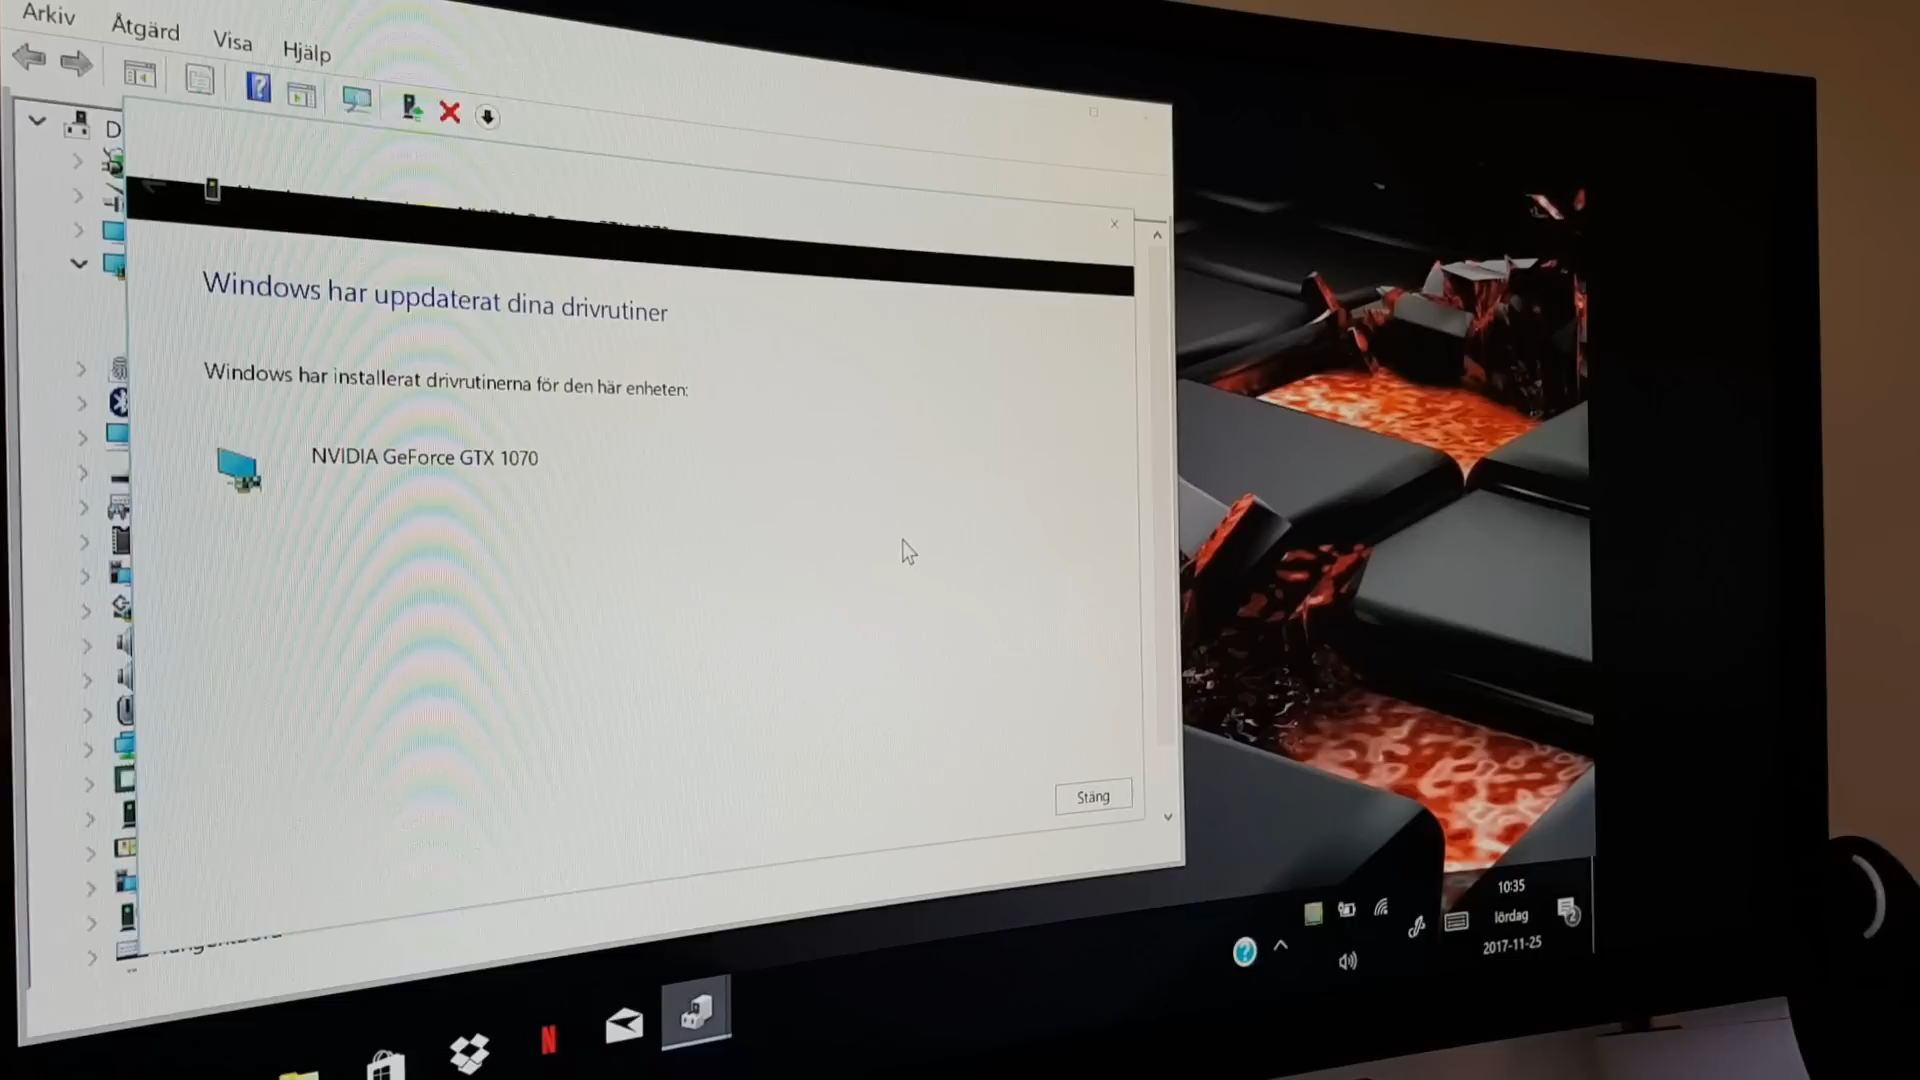 Arkiv Åtgärd Visa Hjälp
D
Windows har uppdaterat dina drivrutiner
Windows har installerat drivrutinerna för den här enheten:
NVIDIA GeForce GTX 1070
Stäng
10:35
lördag
2017-11-25
2
N